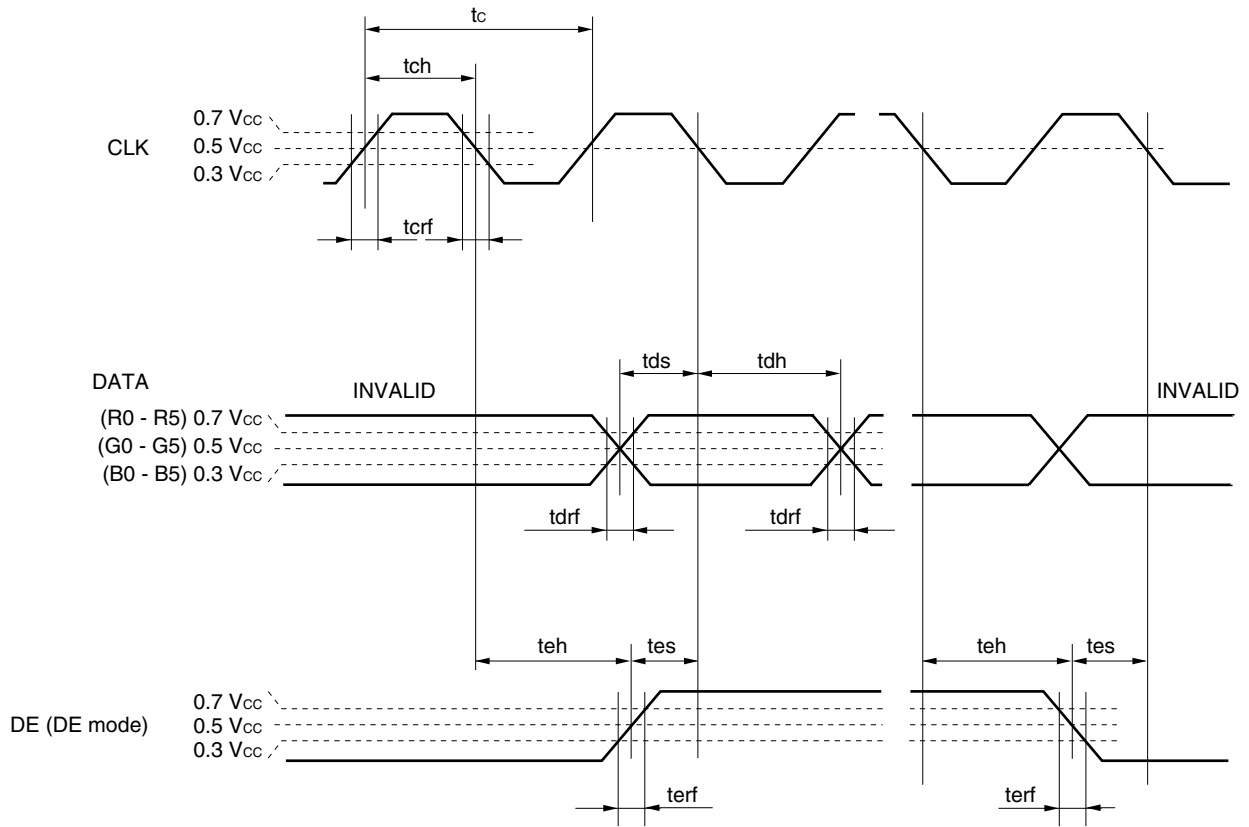 tc
tch
0.7 Vcc
CLK 0.5 Vcc
0.3 Vcc
tcrf
tds tdh
DATA INVALID INVALID
(R0 - R5) 0.7 Vcc
(G0 - G5) 0.5 Vcc
(B0 - B5) 0.3 Vcc
tdrf tdrf
teh tes teh tes
0.7 Vcc
DE (DE mode) 0.5 Vcc
0.3 Vcc
terf terf